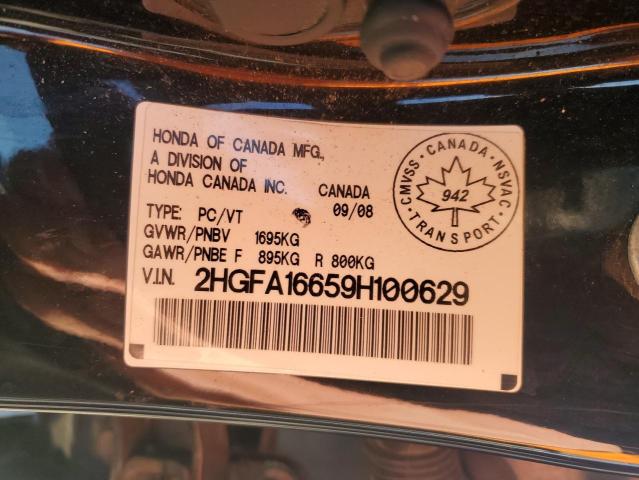 HONDA OF CANADA MFG.,
A DIVISION OF
HONDA CANADA INC. CANADA
TYPE: PC/VT 09/08
GVWR/PNBV 1695KG
GAWR/PNBE F 895KG R 800KG
V.I.N. 2HGFA16659H100629
CMVSS · CANADA · NSVAC
942
TRANSPORT